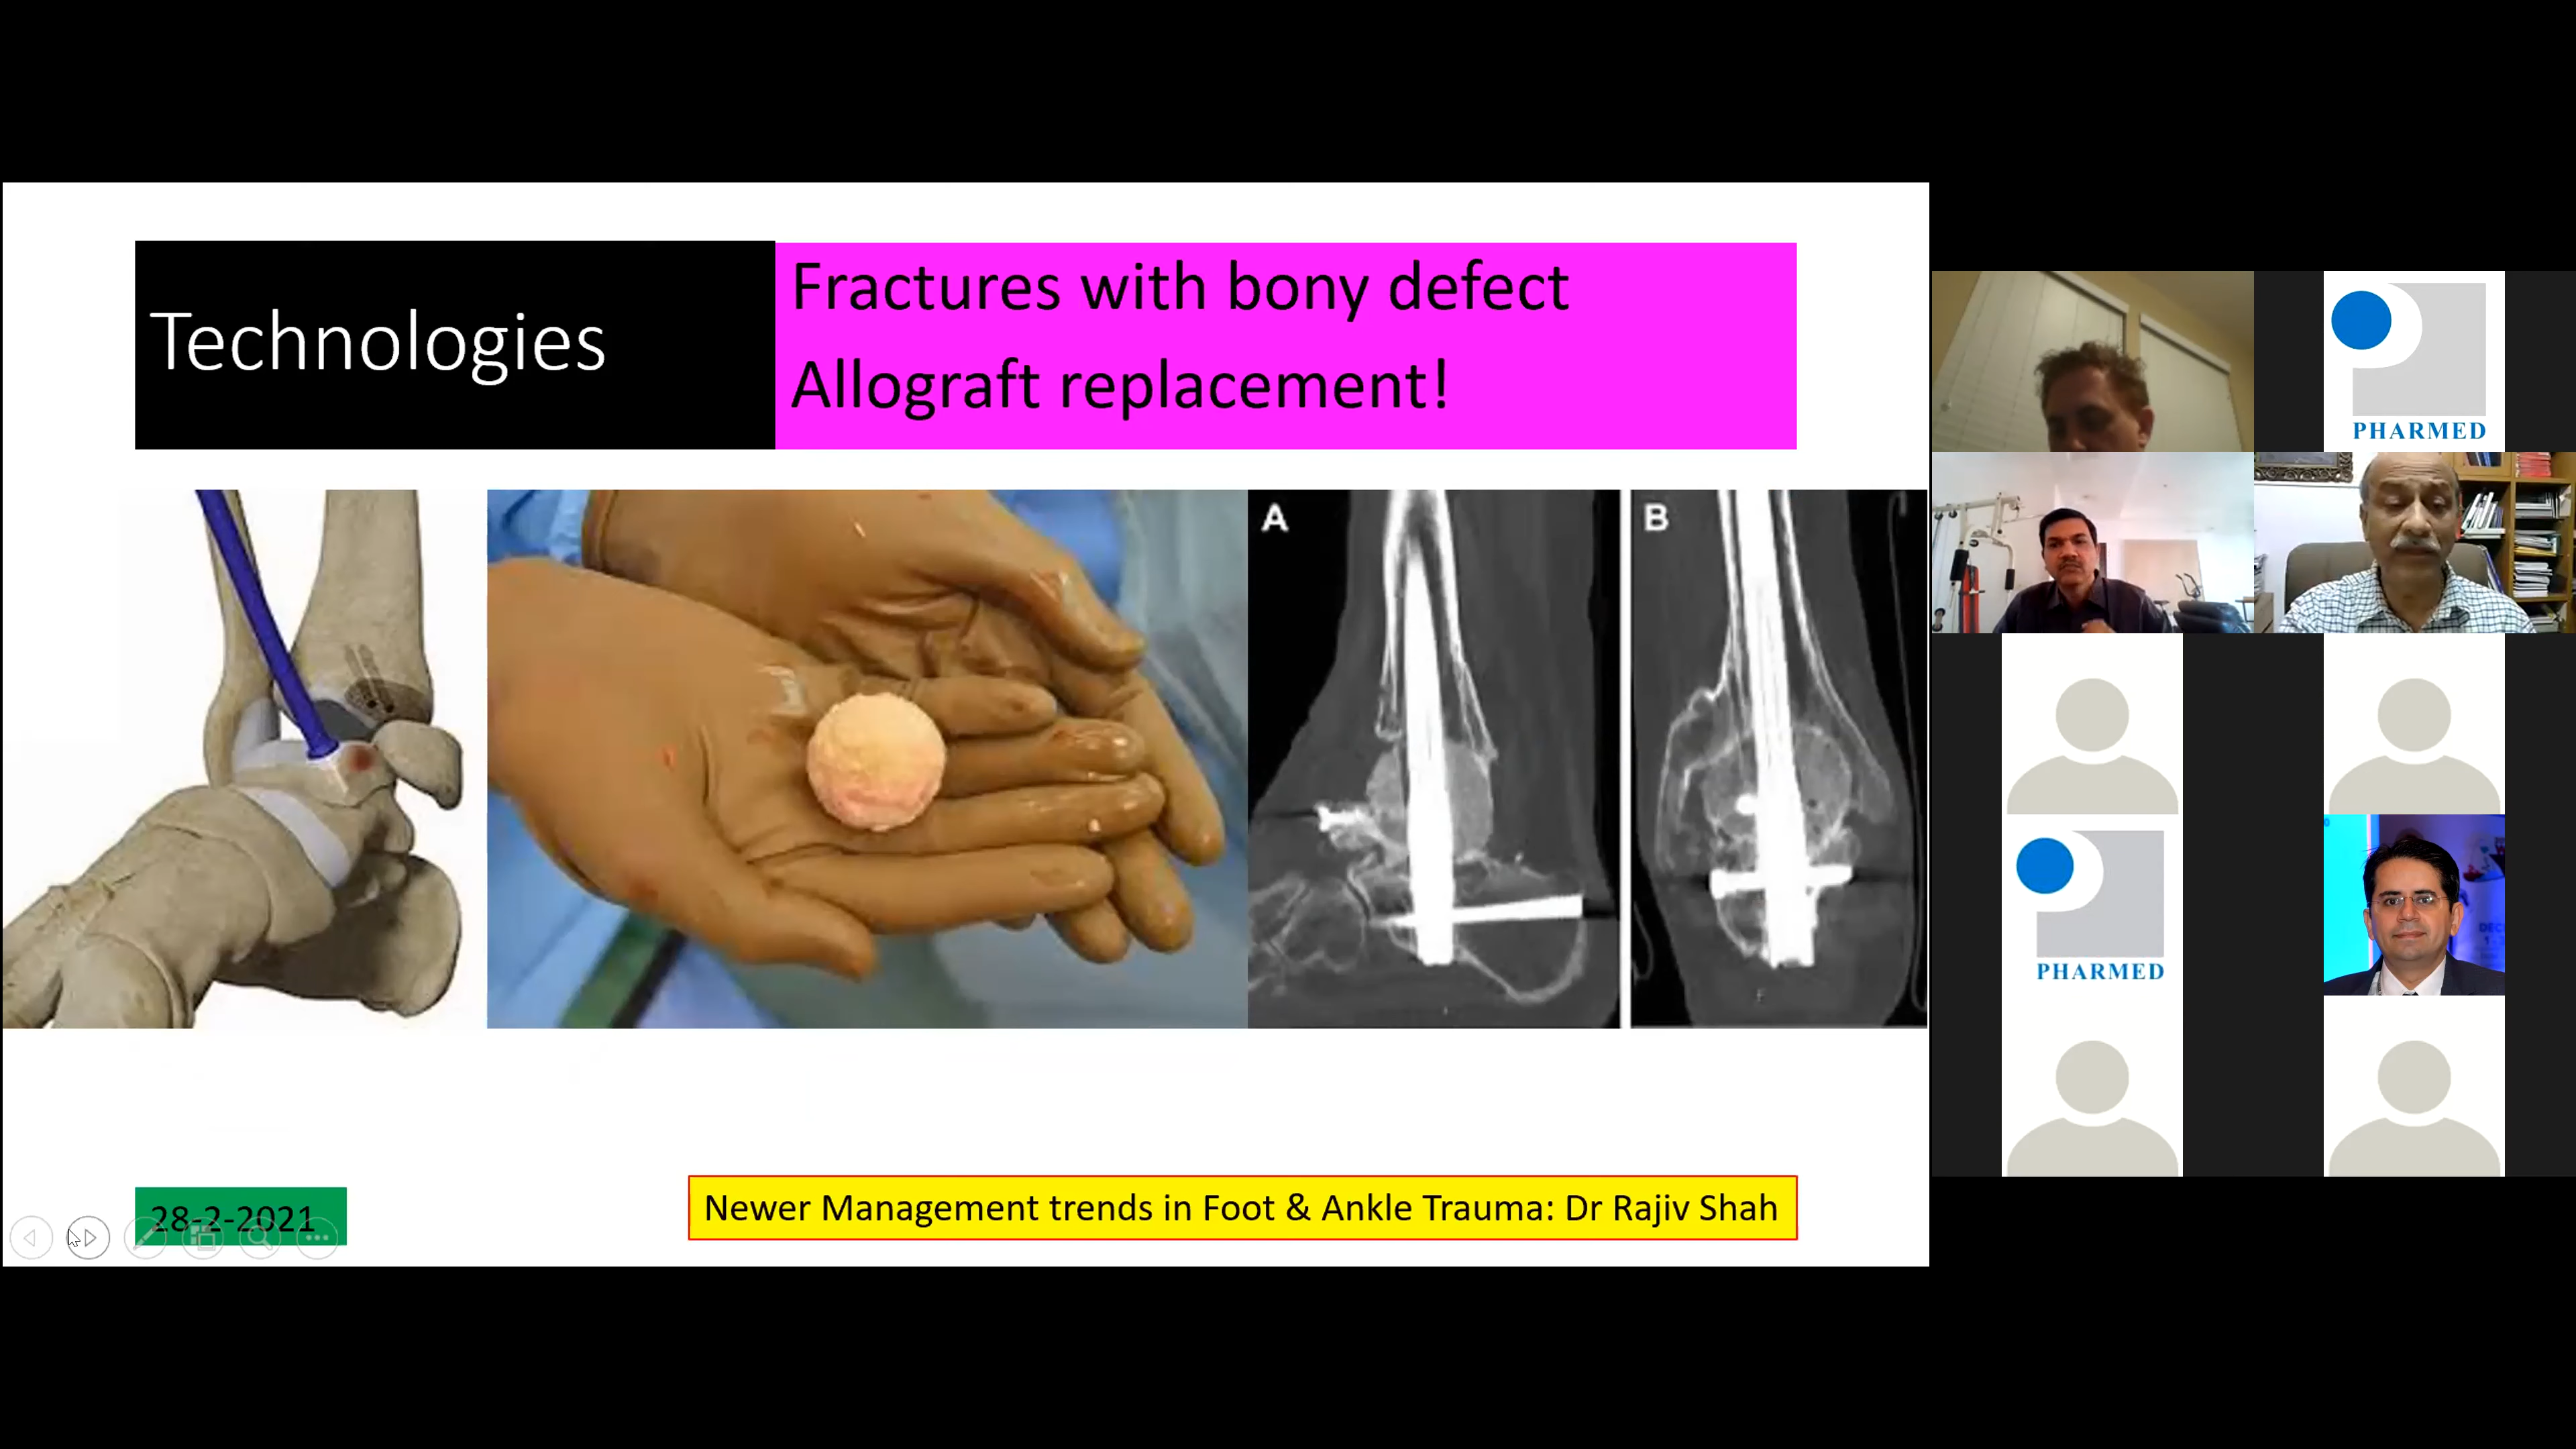 Technologies
Fractures with bony defect
Allograft replacement!
A
B
28-2-2021
Newer Management trends in Foot & Ankle Trauma: Dr Rajiv Shah
PHARMED
PHARMED